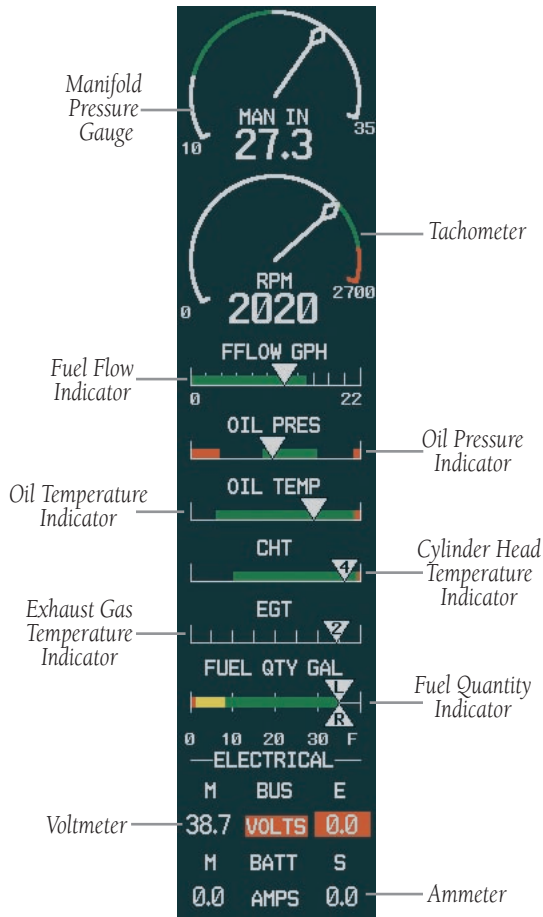 Manifold
Pressure
Gauge
MAN IN
10
27.3
35
Tachometer
RPM
0
2020
2700
FFLOW GPH
Fuel Flow
Indicator
0
22
OIL PRES
Oil Pressure
Indicator
OIL TEMP
Oil Temperature
Indicator
CHT
4
Cylinder Head
Temperature
Indicator
EGT
2
Exhaust Gas
Temperature
Indicator
FUEL QTY GAL
L
R
Fuel Quantity
Indicator
0 10 20 30 F
ELECTRICAL
M BUS E
Voltmeter
38.7 VOLTS 0.0
M BATT S
0.0 AMPS 0.0
Ammeter